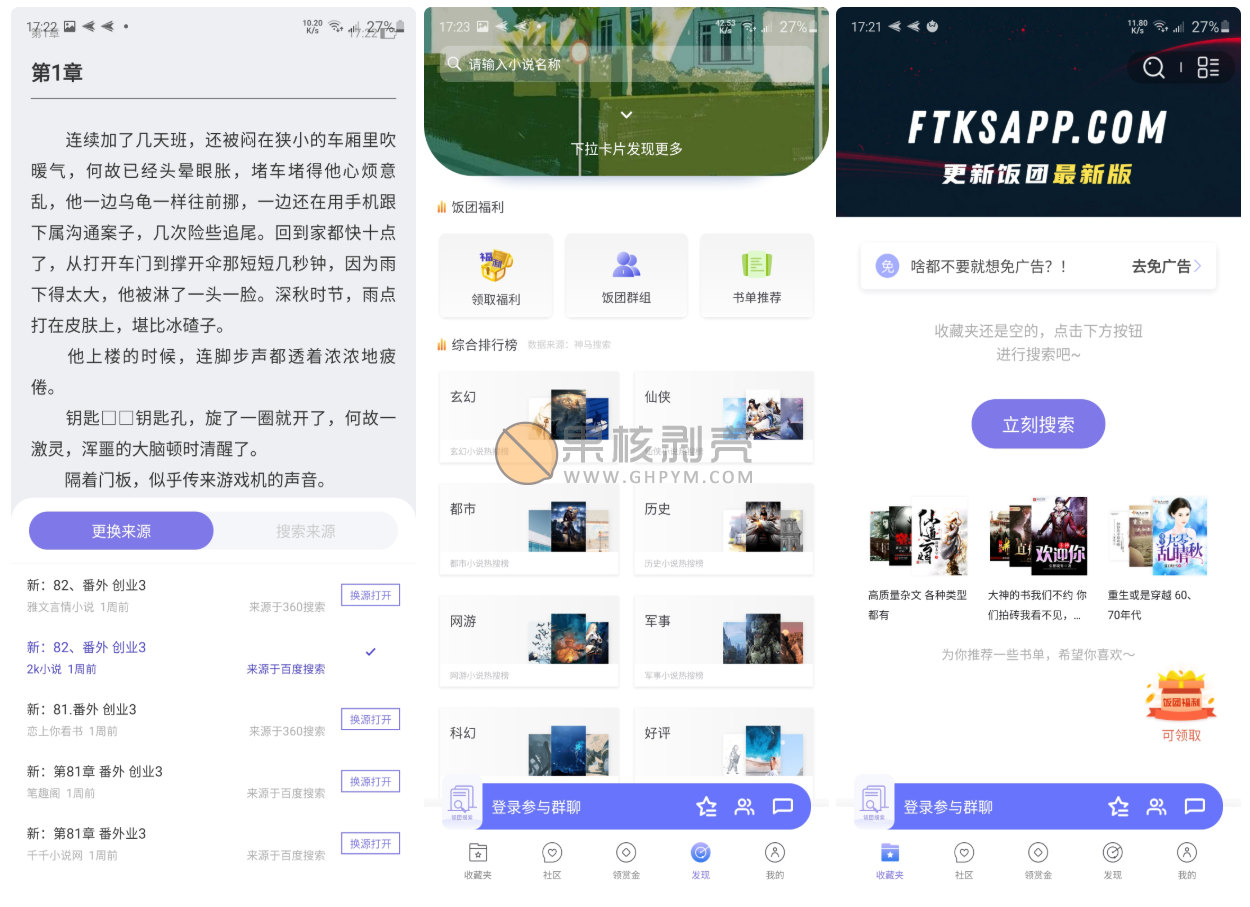 17:22
10.20
K/s
27%
第1章
17:22
第1章
连续加了几天班，还被闷在狭小的车厢里吹
暖气，何故已经头晕眼胀，堵车堵得他心烦意
乱，他一边乌龟一样往前挪，一边还在用手机跟
下属沟通案子，几次险些追尾。回到家都快十点
了，从打开车门到撑开伞那短短几秒钟，因为雨
下得太大，他被淋了一头一脸。深秋时节，雨点
打在皮肤上，堪比冰碴子。
他上楼的时候，连脚步声都透着浓浓地疲
倦。
钥匙□□钥匙孔，旋了一圈就开了，何故一
激灵，浑噩的大脑顿时清醒了。
隔着门板，似乎传来游戏机的声音。
更换来源
搜索来源
新：82、番外 创业3
雅文言情小说 1周前
来源于360搜索
换源打开
新：82、番外 创业3
2k小说 1周前
来源于百度搜索
新：81.番外 创业3
恋上你看书 1周前
来源于360搜索
换源打开
新：第81章 番外 创业3
笔趣阁 1周前
来源于百度搜索
换源打开
新：第81章 番外业3
千千小说网 1周前
来源于百度搜索
换源打开
17:23
42.53
K/s
27%
请输入小说名称
下拉卡片发现更多
饭团福利
福利
领取福利
饭团群组
书单推荐
综合排行榜
数据来源：神马搜索
玄幻
玄幻小说热搜榜
仙侠
仙侠小说热搜榜
果核剥壳
WWW.GHPYM.COM
都市
都市小说热搜榜
历史
历史小说热搜榜
网游
网游小说热搜榜
军事
军事小说热搜榜
科幻
好评
饭团搜索
登录参与群聊
收藏夹
社区
领赏金
发现
我的
17:21
11.80
K/s
27%
FTKSAPP.COM
更新饭团最新版
免
啥都不要就想免广告？！
去免广告
收藏夹还是空的，点击下方按钮
进行搜索吧~
立刻搜索
欢迎你
高质量杂文 各种类型
都有
大神的书我们不约 你
们拍砖我看不见，...
重生或是穿越 60、
70年代
为你推荐一些书单，希望你喜欢～
饭团福利
可领取
饭团搜索
登录参与群聊
收藏夹
社区
领赏金
发现
我的